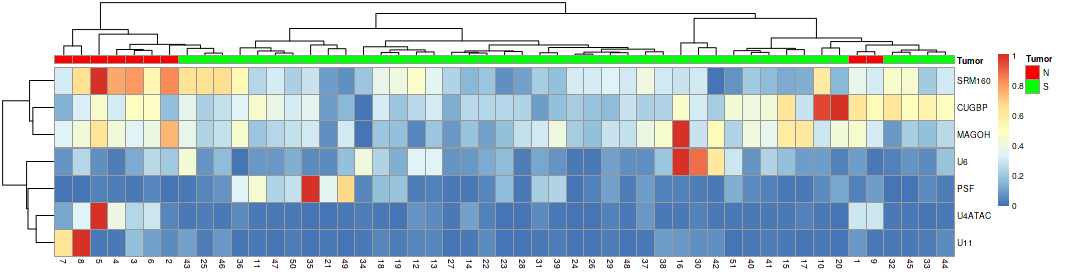 Tumor
1
Tumor
SRM160
0.8
N
S
CUGBP
0.6
MAGOH
0.4
U6
0.2
PSF
0
U4ATAC
U11
7 8 5 4 3 6 2 43 25 46 36 11 47 50 35 21 49 34 18 19 12 13 27 14 22 23 28 31 39 24 26 29 48 37 38 16 30 42 51 40 41 15 17 10 20 1 9 32 45 33 44